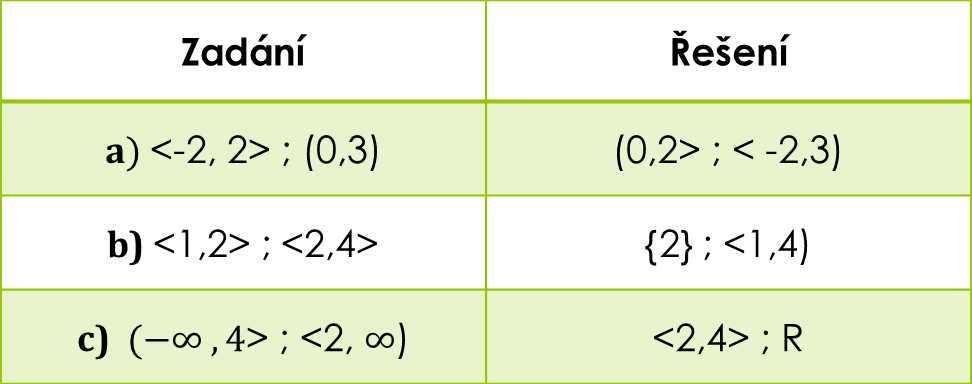 Zadání Řešení
a) <-2, 2> ; (0,3) (0,2> ; < -2,3)
b) <1,2> ; <2,4> {2} ; <1,4)
c) (−∞ , 4> ; <2, ∞) <2,4> ; R